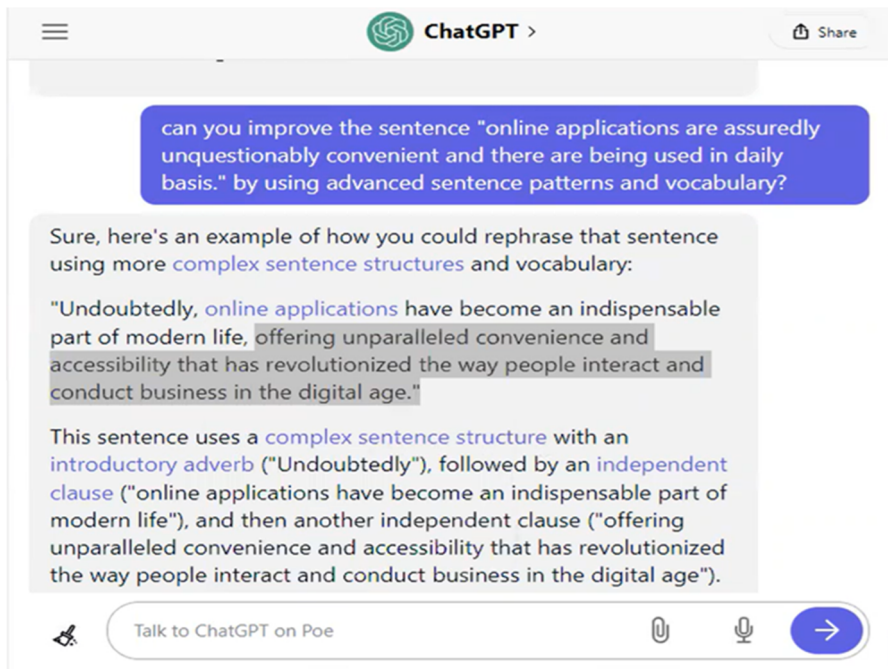 ChatGPT >
Share
can you improve the sentence "online applications are assuredly
unquestionably convenient and there are being used in daily
basis." by using advanced sentence patterns and vocabulary?
Sure, here's an example of how you could rephrase that sentence
using more complex sentence structures and vocabulary:
"Undoubtedly, online applications have become an indispensable
part of modern life, offering unparalleled convenience and
accessibility that has revolutionized the way people interact and
conduct business in the digital age."
This sentence uses a complex sentence structure with an
introductory adverb ("Undoubtedly"), followed by an independent
clause ("online applications have become an indispensable part of
modern life"), and then another independent clause ("offering
unparalleled convenience and accessibility that has revolutionized
the way people interact and conduct business in the digital age").
Talk to ChatGPT on Poe